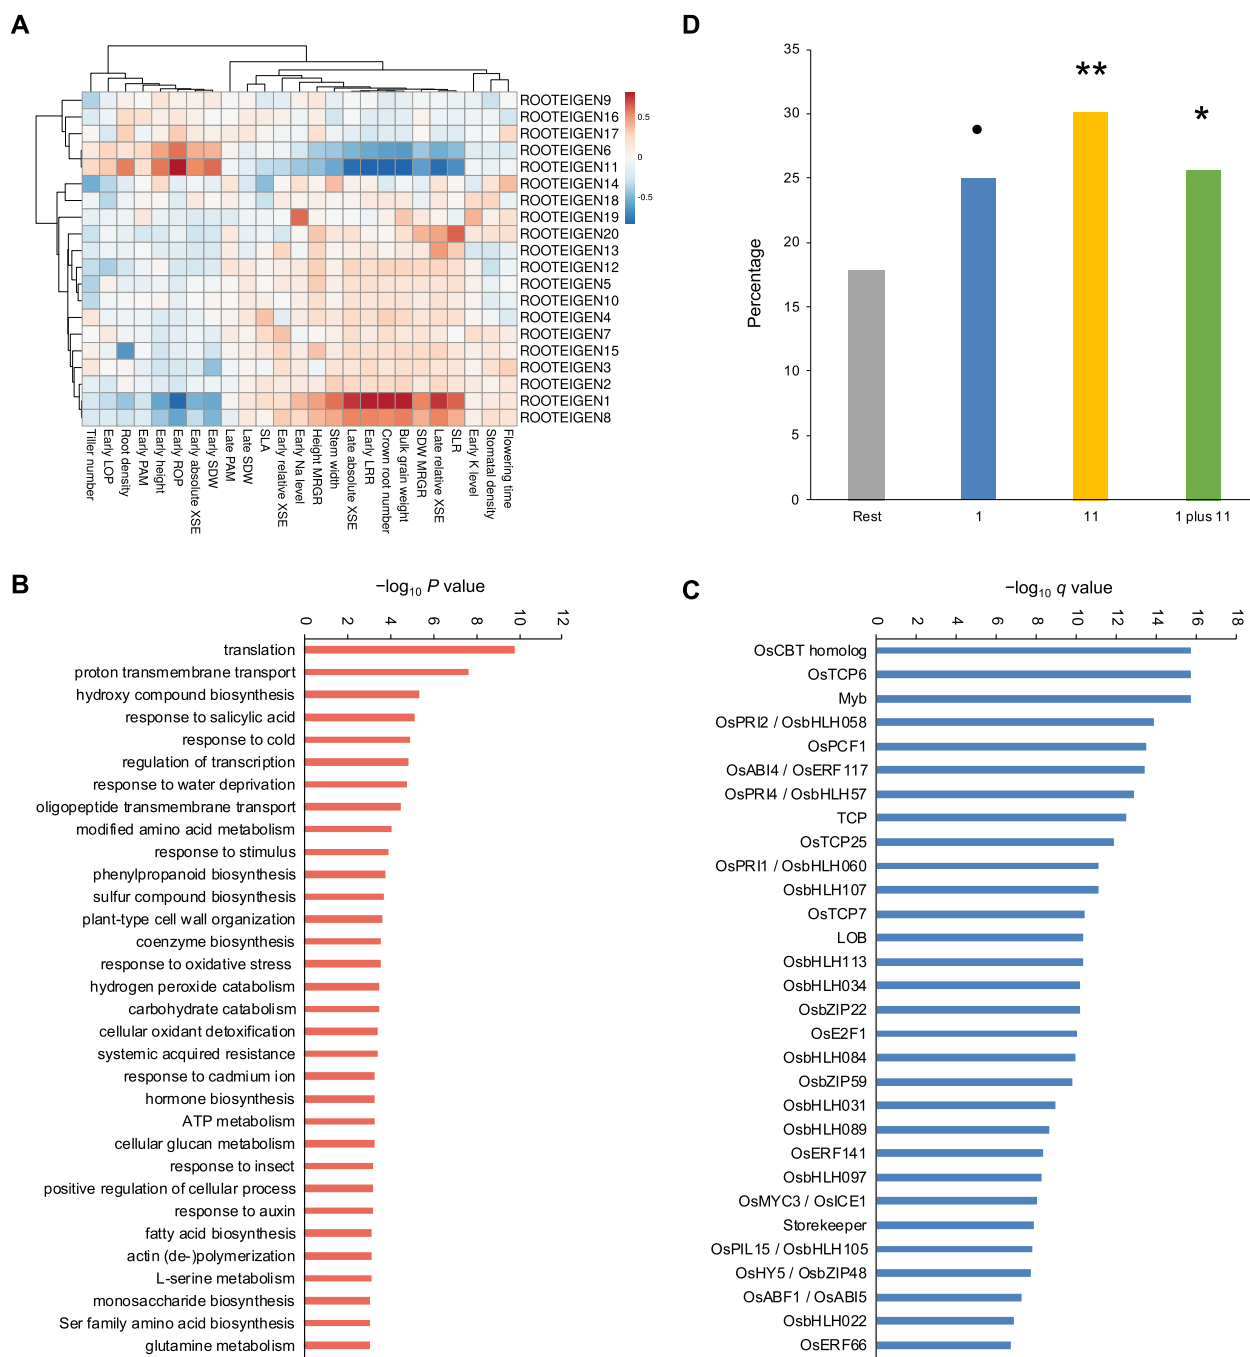 A
ROOTEIGEN9
ROOTEIGEN16
ROOTEIGEN17
ROOTEIGEN6
ROOTEIGEN11
ROOTEIGEN14
ROOTEIGEN18
ROOTEIGEN19
ROOTEIGEN20
ROOTEIGEN13
ROOTEIGEN12
ROOTEIGEN5
ROOTEIGEN10
ROOTEIGEN4
ROOTEIGEN7
ROOTEIGEN15
ROOTEIGEN3
ROOTEIGEN2
ROOTEIGEN1
ROOTEIGEN8
0.5
0
-0.5
Tiller number
Early LOP
Root density
Early PAM
Early height
Early ROP
Early absolute XSE
Early SDW
Late PAM
Late SDW
SLA
Early relative XSE
Early Na level
Height MRGR
Stem width
Late absolute XSE
Early LRR
Crown root number
Bulk grain weight
SDW MRGR
Late relative XSE
SLR
Early K level
Stomatal density
Flowering time
D
Percentage
35
30
25
20
15
10
5
0
•
**
*
Rest
1
11
1 plus 11
B
−log10 P value
0 2 4 6 8 10 12
translation
proton transmembrane transport
hydroxy compound biosynthesis
response to salicylic acid
response to cold
regulation of transcription
response to water deprivation
oligopeptide transmembrane transport
modified amino acid metabolism
response to stimulus
phenylpropanoid biosynthesis
sulfur compound biosynthesis
plant-type cell wall organization
coenzyme biosynthesis
response to oxidative stress
hydrogen peroxide catabolism
carbohydrate catabolism
cellular oxidant detoxification
systemic acquired resistance
response to cadmium ion
hormone biosynthesis
ATP metabolism
cellular glucan metabolism
response to insect
positive regulation of cellular process
response to auxin
fatty acid biosynthesis
actin (de-)polymerization
L-serine metabolism
monosaccharide biosynthesis
Ser family amino acid biosynthesis
glutamine metabolism
C
−log10 q value
0 2 4 6 8 10 12 14 16 18
OsCBT homolog
OsTCP6
Myb
OsPRI2 / OsbHLH058
OsPCF1
OsABI4 / OsERF117
OsPRI4 / OsbHLH57
TCP
OsTCP25
OsPRI1 / OsbHLH060
OsbHLH107
OsTCP7
LOB
OsbHLH113
OsbHLH034
OsbZIP22
OsE2F1
OsbHLH084
OsbZIP59
OsbHLH031
OsbHLH089
OsERF141
OsbHLH097
OsMYC3 / OsICE1
Storekeeper
OsPIL15 / OsbHLH105
OsHY5 / OsbZIP48
OsABF1 / OsABI5
OsbHLH022
OsERF66